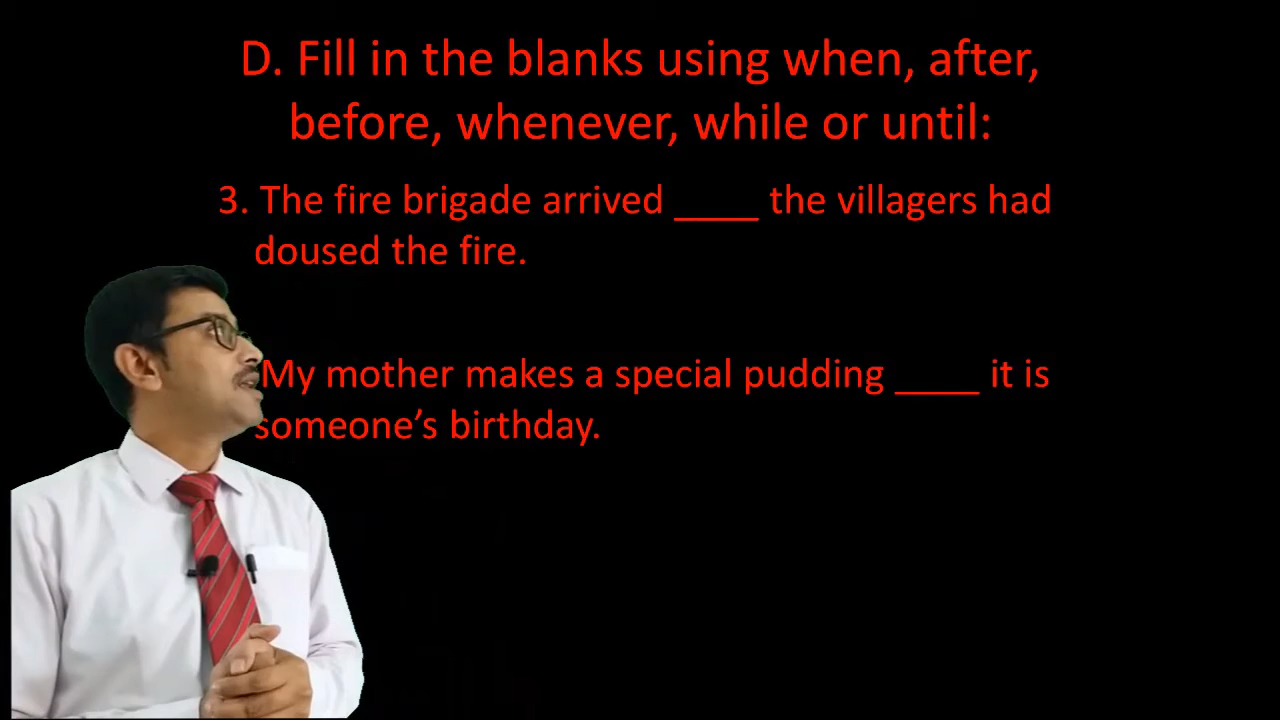 D. Fill in the blanks using when, after,
before, whenever, while or until:
3. The fire brigade arrived ____ the villagers had
doused the fire.
My mother makes a special pudding ____ it is
someone’s birthday.